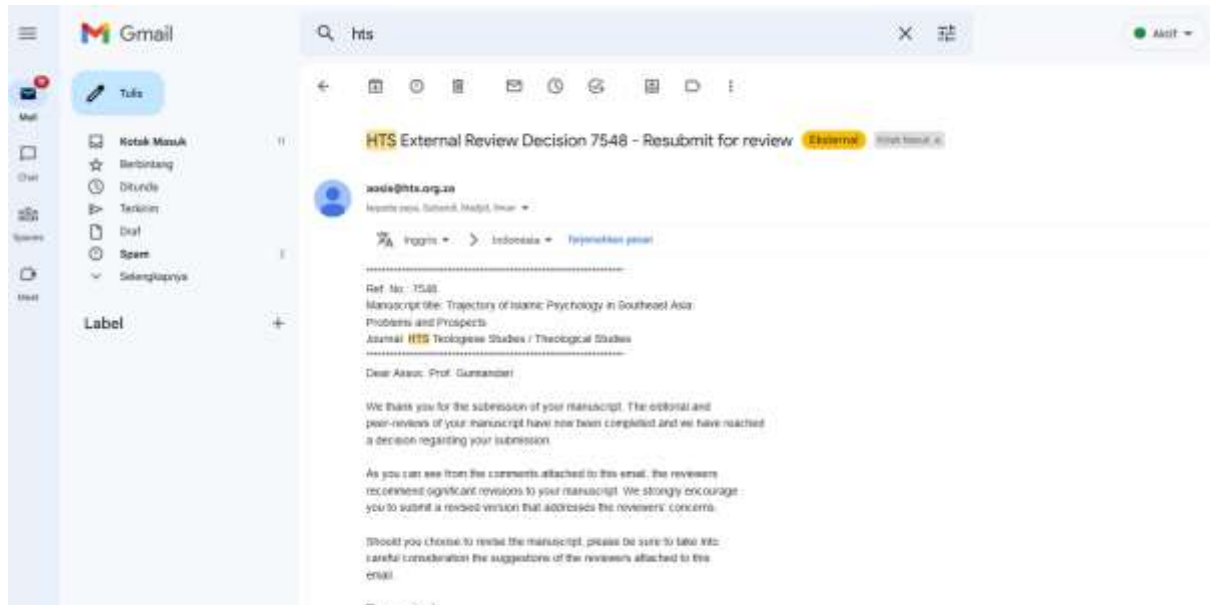 Gmail
hts
Aktif
Tulis
Mail
Kotak Masuk
11
Chat
Berbintang
Ditunda
Spaces
Terkirim
Draf
Meet
Spam
Selengkapnya
Label
HTS External Review Decision 7548 - Resubmit for review
Eksternal
aosis@hts.org.za
kepada saya,
Inggris
Indonesia
Terjemahkan pesan
Ref. No.: 7548
Manuscript title: Trajectory of Islamic Psychology in Southeast Asia:
Problems and Prospects
Journal: HTS Teologiese Studies / Theological Studies
Dear Assoc. Prof.
We thank you for the submission of your manuscript. The editorial and
peer-reviews of your manuscript have now been completed and we have reached
a decision regarding your submission.
As you can see from the comments attached to this email, the reviewers
recommend significant revisions to your manuscript. We strongly encourage
you to submit a revised version that addresses the reviewers' concerns.
Should you choose to revise the manuscript, please be sure to take into
careful consideration the suggestions of the reviewers attached to this
email.